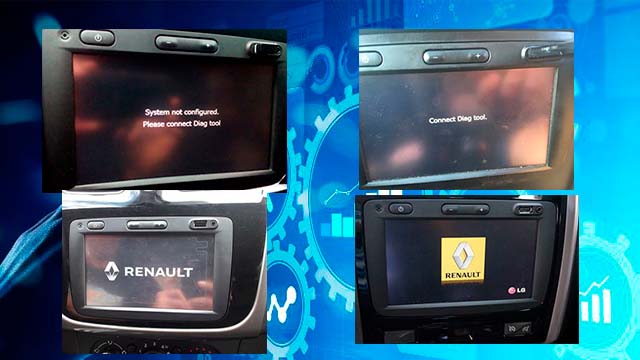 System not configured.
Please connect Diag tool
Connect Diag tool.
RENAULT
RENAULT
LG